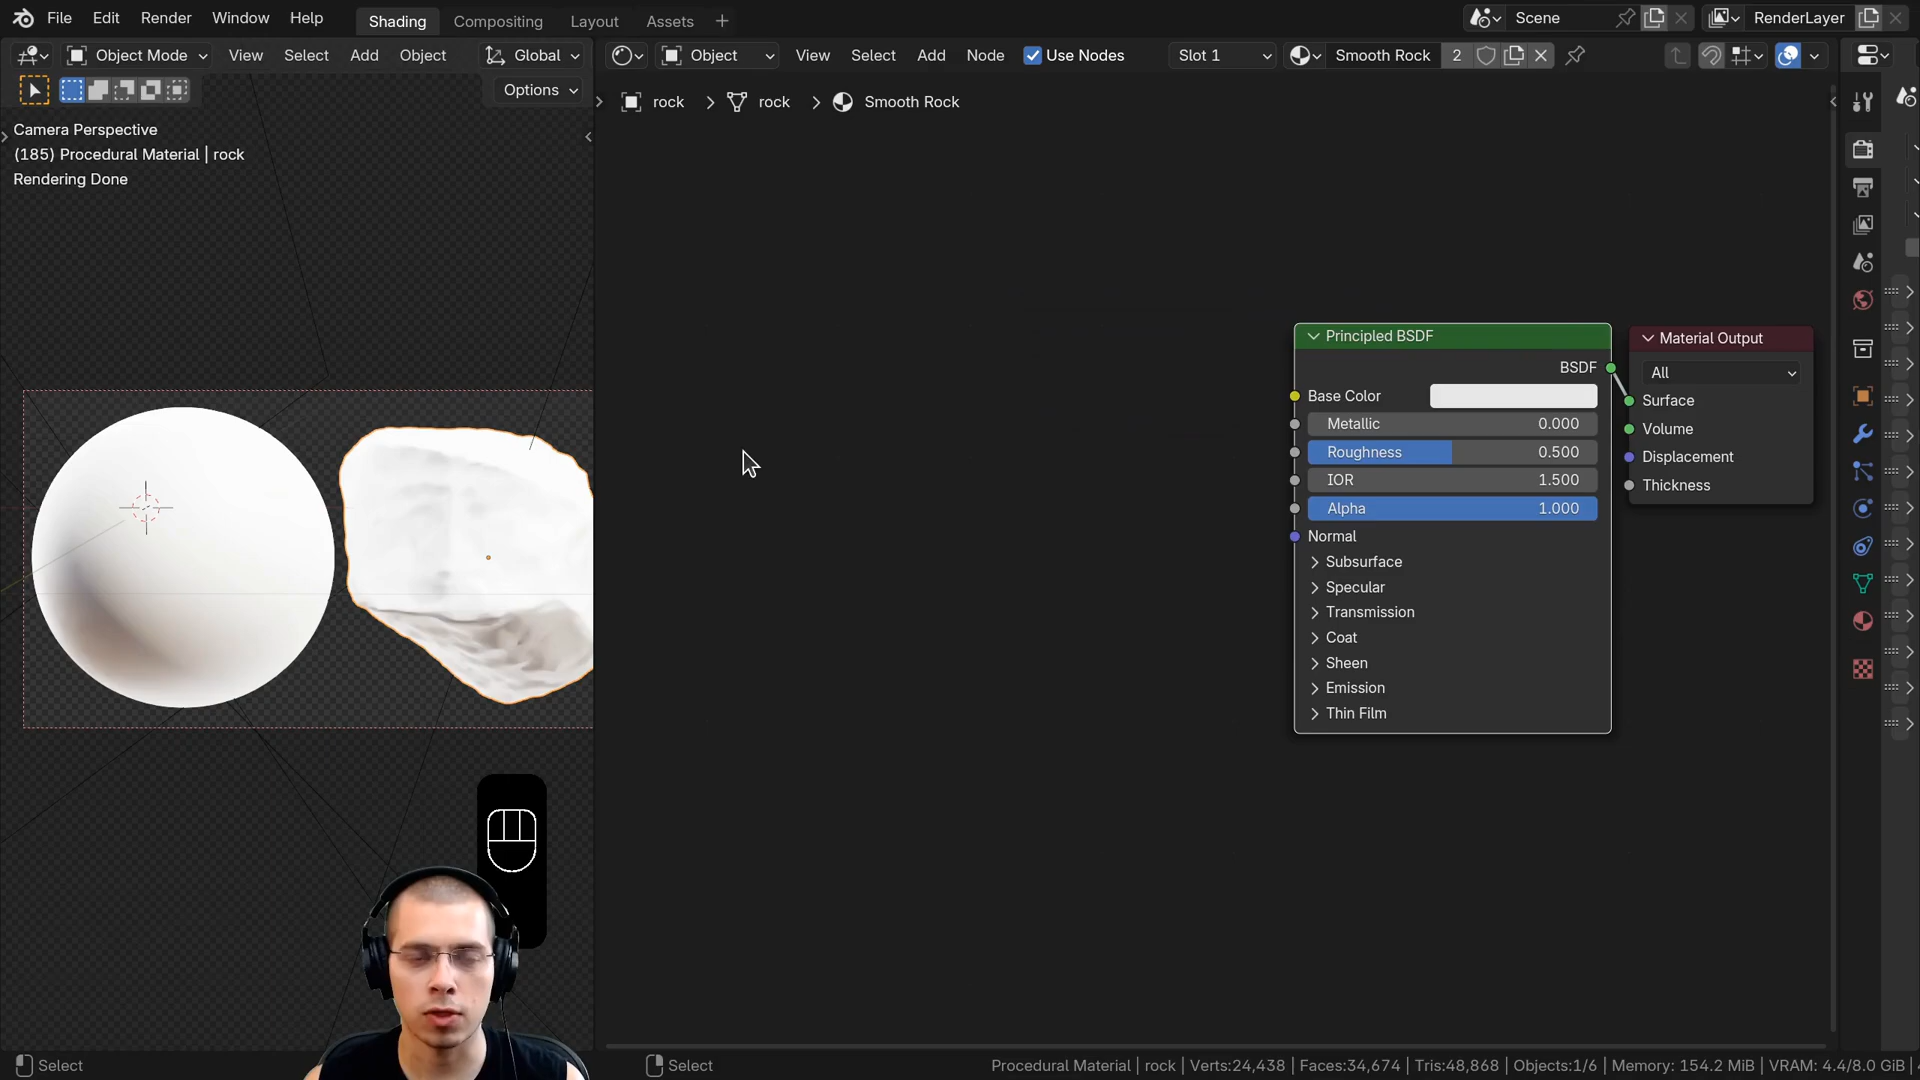 File Edit Render Window Help Shading Compositing Layout Assets + Scene RenderLayer
Object Mode View Select Add Object Global Object View Select Add Node Use Nodes Slot 1 Smooth Rock 2
Options
rock > rock > Smooth Rock
Camera Perspective
(185) Procedural Material | rock
Rendering Done
Principled BSDF
BSDF
Base Color
Metallic 0.000
Roughness 0.500
IOR 1.500
Alpha 1.000
Normal
Subsurface
Specular
Transmission
Coat
Sheen
Emission
Thin Film
Material Output
All
Surface
Volume
Displacement
Thickness
Select Select Procedural Material | rock | Verts:24,438 | Faces:34,674 | Tris:48,868 | Objects:1/6 | Memory: 154.2 MiB | VRAM: 4.4/8.0 GiB |